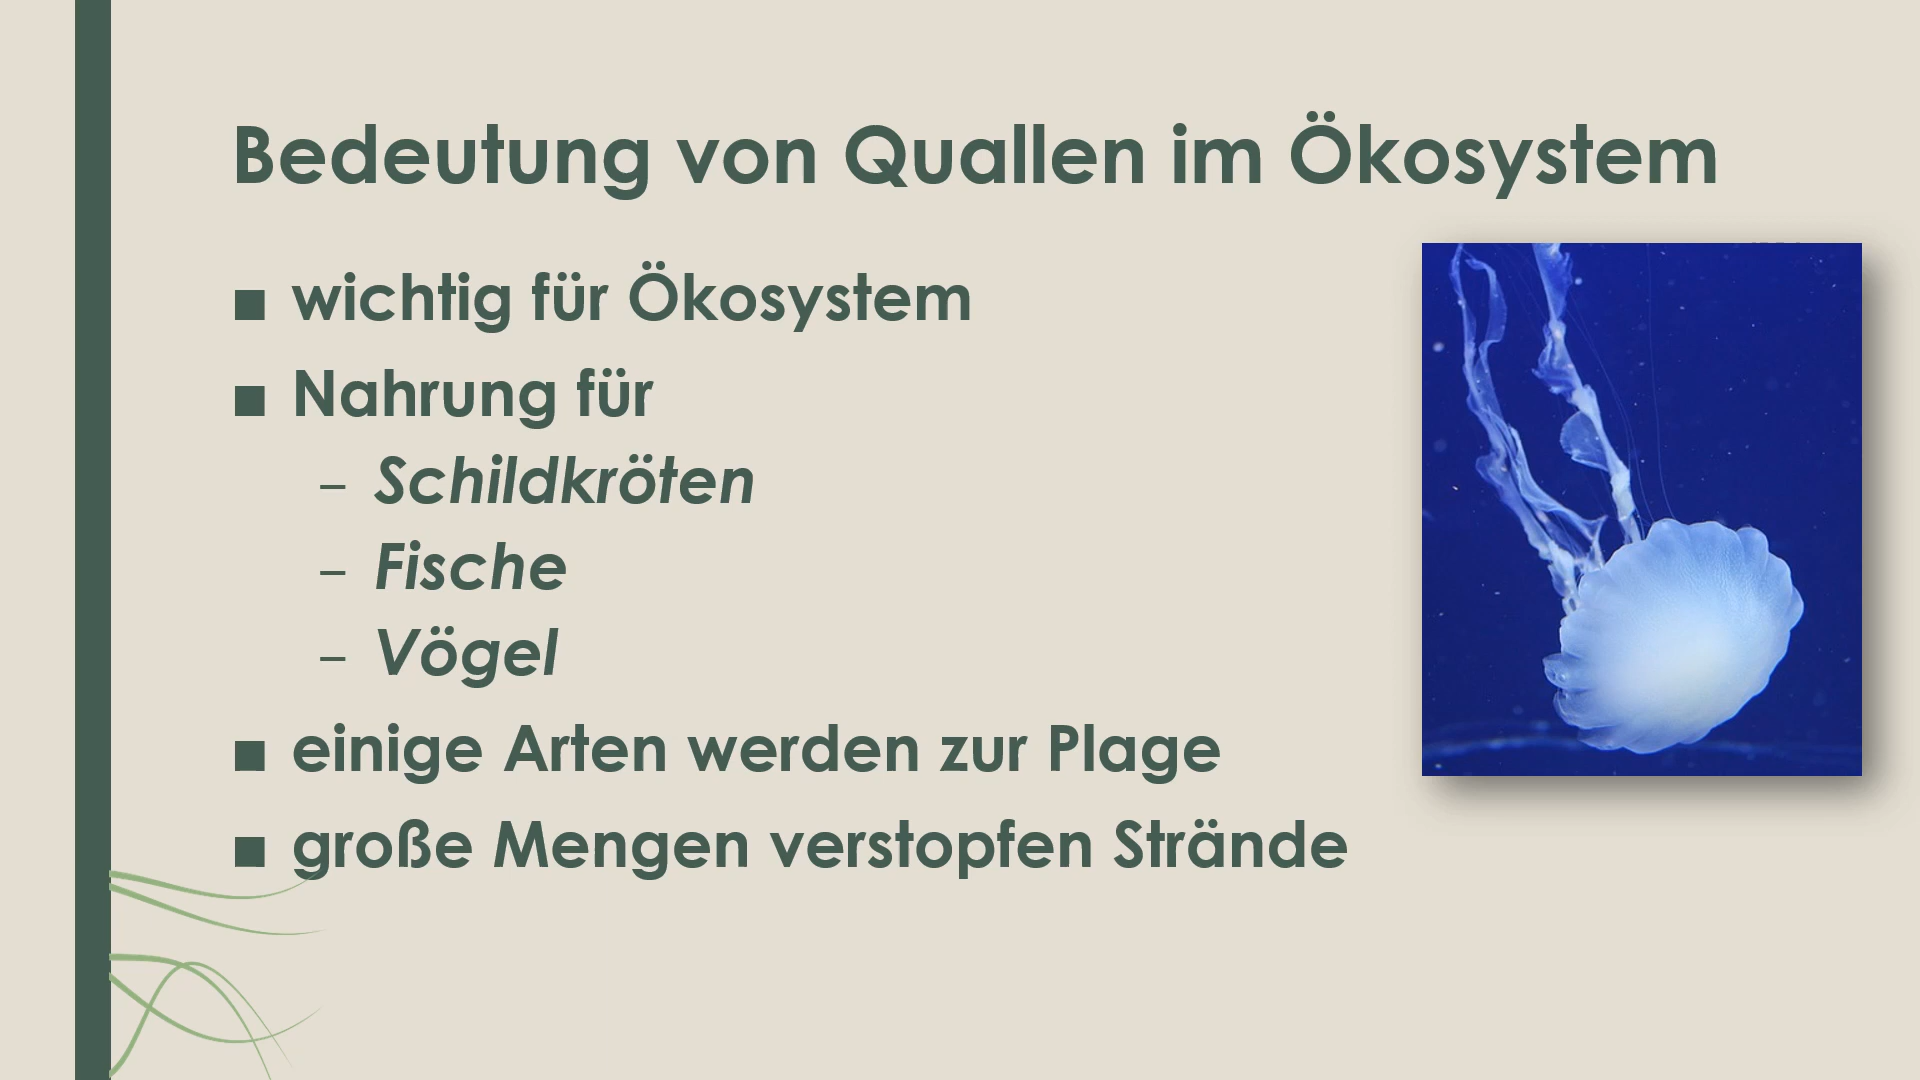 Bedeutung von Quallen im Ökosystem
■ wichtig für Ökosystem
■ Nahrung für
– Schildkröten
– Fische
– Vögel
■ einige Arten werden zur Plage
■ große Mengen verstopfen Strände